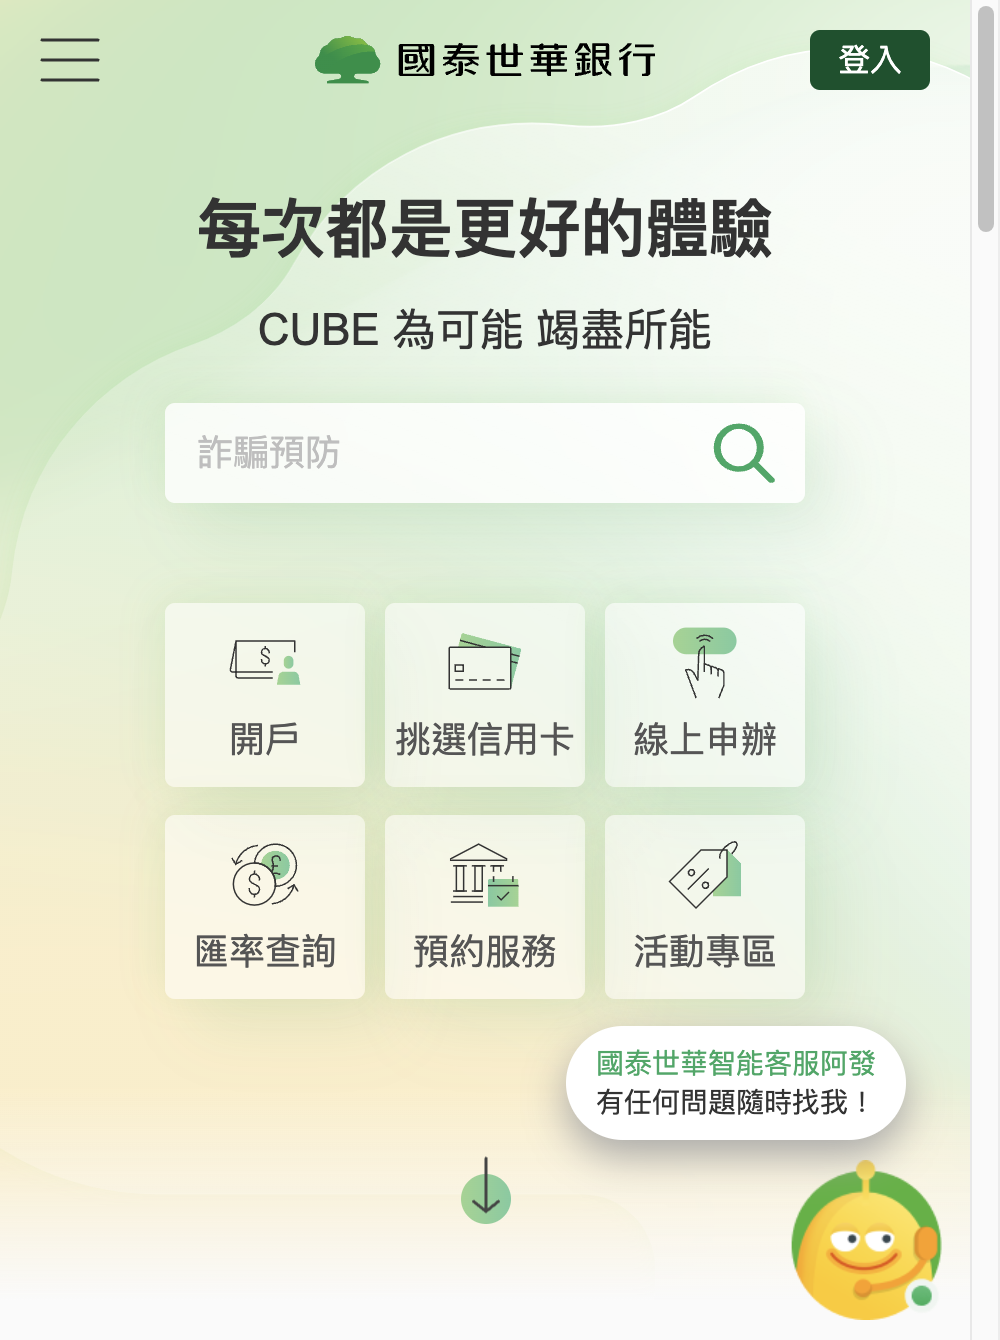 國泰世華銀行
登入
每次都是更好的體驗
CUBE 為可能 竭盡所能
詐騙預防
開戶
挑選信用卡
線上申辦
匯率查詢
預約服務
活動專區
國泰世華智能客服阿發
有任何問題隨時找我！